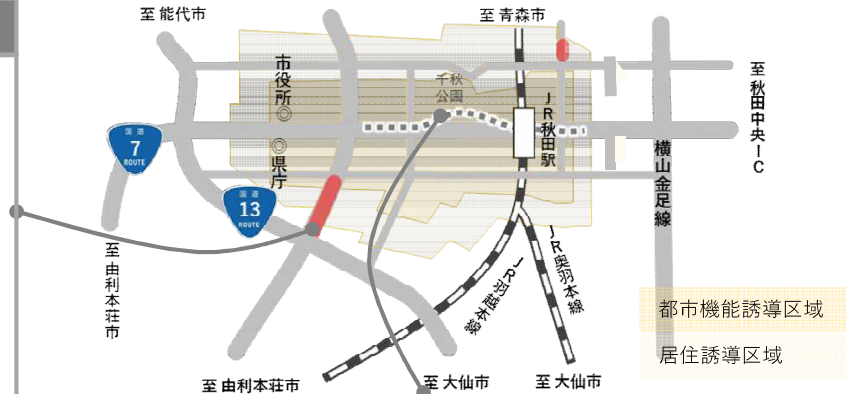 至 能代市
至 青森市
市役所◎
千秋
公園
JR秋田駅
至 秋田中央IC
国道
7
ROUTE
◎県庁
横山金足線
国道
13
ROUTE
至 由利本荘市
JR羽越本線
JR奥羽本線
都市機能誘導区域
居住誘導区域
至 由利本荘市
至 大仙市
至 大仙市